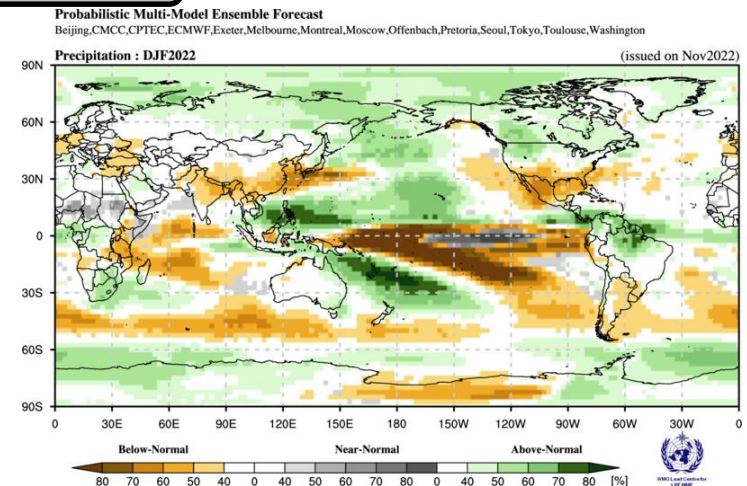 Probabilistic Multi-Model Ensemble Forecast
Beijing,CMCC,CPTEC,ECMWF,Exeter,Melbourne,Montreal,Moscow,Offenbach,Pretoria,Seoul,Tokyo,Toulouse,Washington
Precipitation : DJF2022 (issued on Nov2022)
90N
60N
30N
0
30S
60S
90S
0 30E 60E 90E 120E 150E 180 150W 120W 90W 60W 30W 0
Below-Normal Near-Normal Above-Normal
80 70 60 50 40 0 40 50 60 70 80 0 40 50 60 70 80 [%]
WMO Lead Centre for
LRF MME